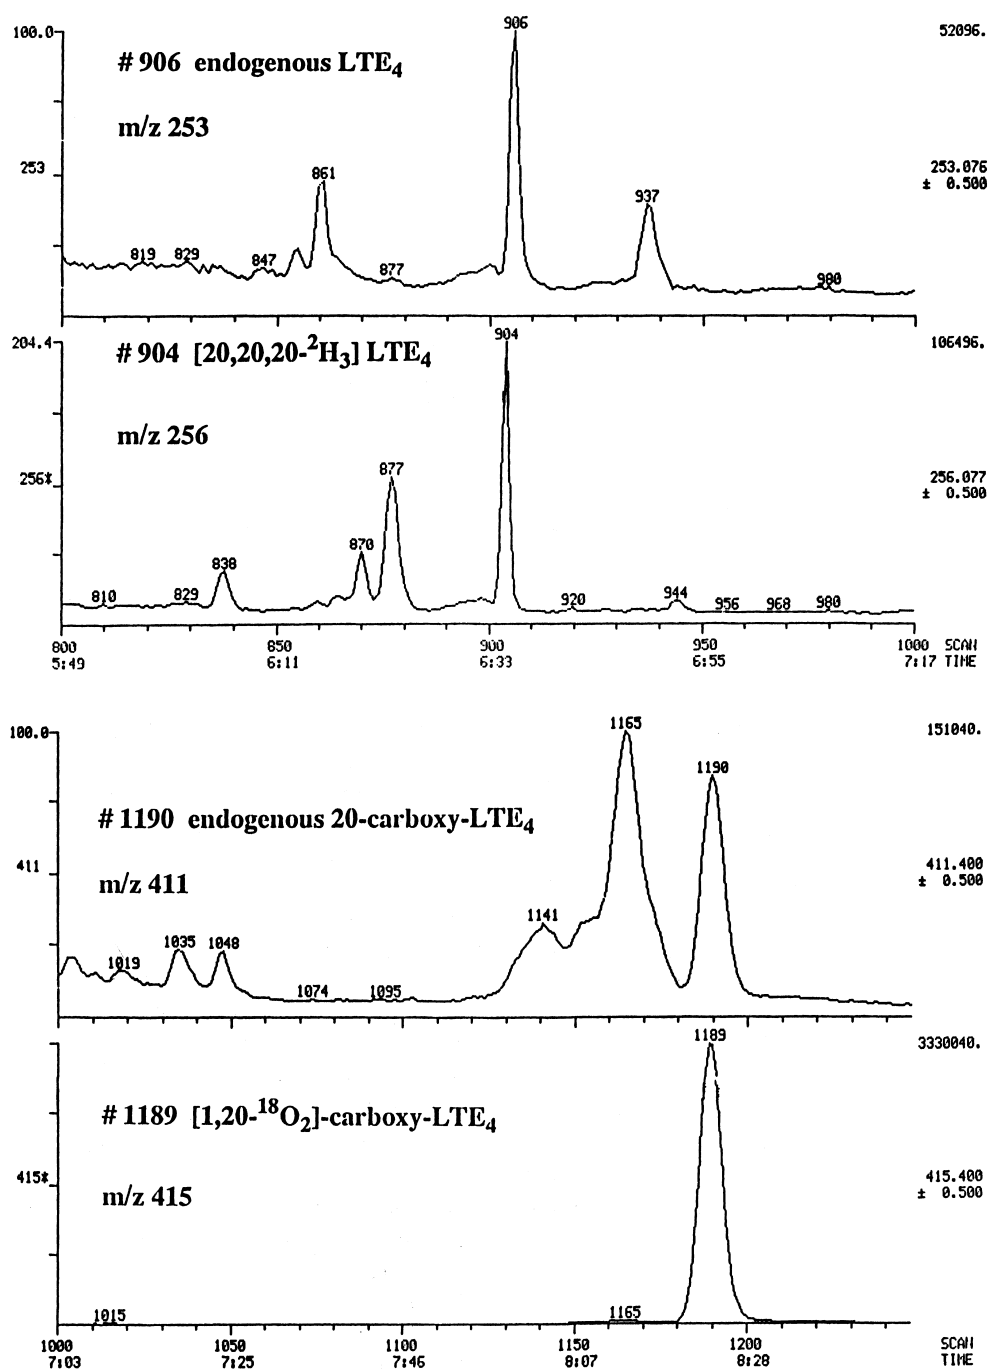 906
100.0 52096.
# 906 endogenous LTE4
m/z 253
253 861 937 253.076
± 0.500
819 829 847 877 980
204.4 904 106496.
# 904 [20,20,20-²H3] LTE4
m/z 256
256* 877 256.077
± 0.500
838 870
810 829 920 944 956 968 980
800 850 900 950 1000 SCAN
5:49 6:11 6:33 6:55 7:17 TIME
100.0 1165 151040.
1190
# 1190 endogenous 20-carboxy-LTE4
411 411.400
± 0.500
m/z 411
1141
1019 1035 1048
1074 1095
1189 3330040.
# 1189 [1,20-¹⁸O2]-carboxy-LTE4
415* 415.400
± 0.500
m/z 415
1015 1165
1000 1050 1100 1150 1200 SCAN
7:03 7:25 7:46 8:07 8:28 TIME